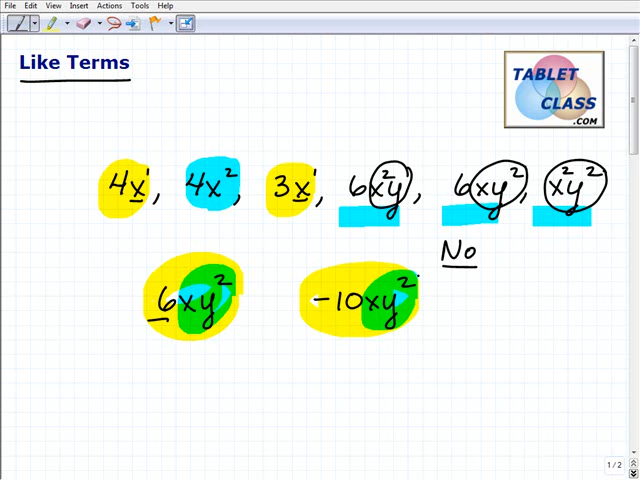 File Edit View Insert Actions Tools Help
Like Terms
TABLET
CLASS
.COM
4x¹, 4x², 3x¹, 6x²y¹, 6xy², x²y²
No
6xy² -10xy²
1/2